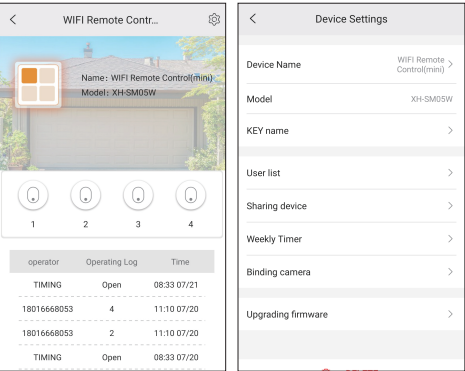 WIFI Remote Contr...
Name: WIFI Remote Control(mini)
Model: XH-SM05W
1 2 3 4
operator Operating Log Time
TIMING Open 08:33 07/21
18016668053 4 11:10 07/20
18016668053 2 11:10 07/20
TIMING Open 08:33 07/20
Device Settings
Device Name WIFI Remote
Control(mini)
Model XH-SM05W
KEY name
User list
Sharing device
Weekly Timer
Binding camera
Upgrading firmware